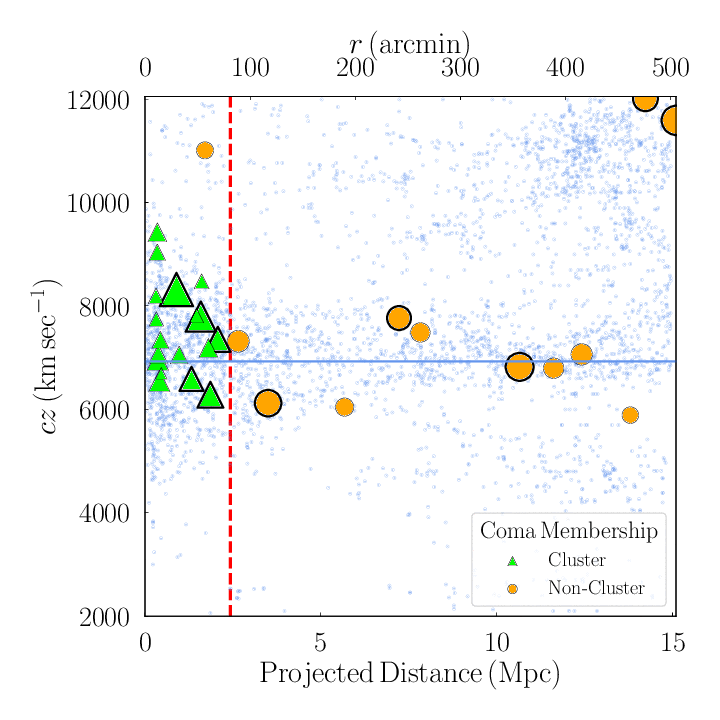 r (arcmin)
0 100 200 300 400 500
12000
10000
8000
6000
4000
2000
cz (km sec⁻¹)
Coma Membership
Cluster
Non-Cluster
0 5 10 15
Projected Distance (Mpc)